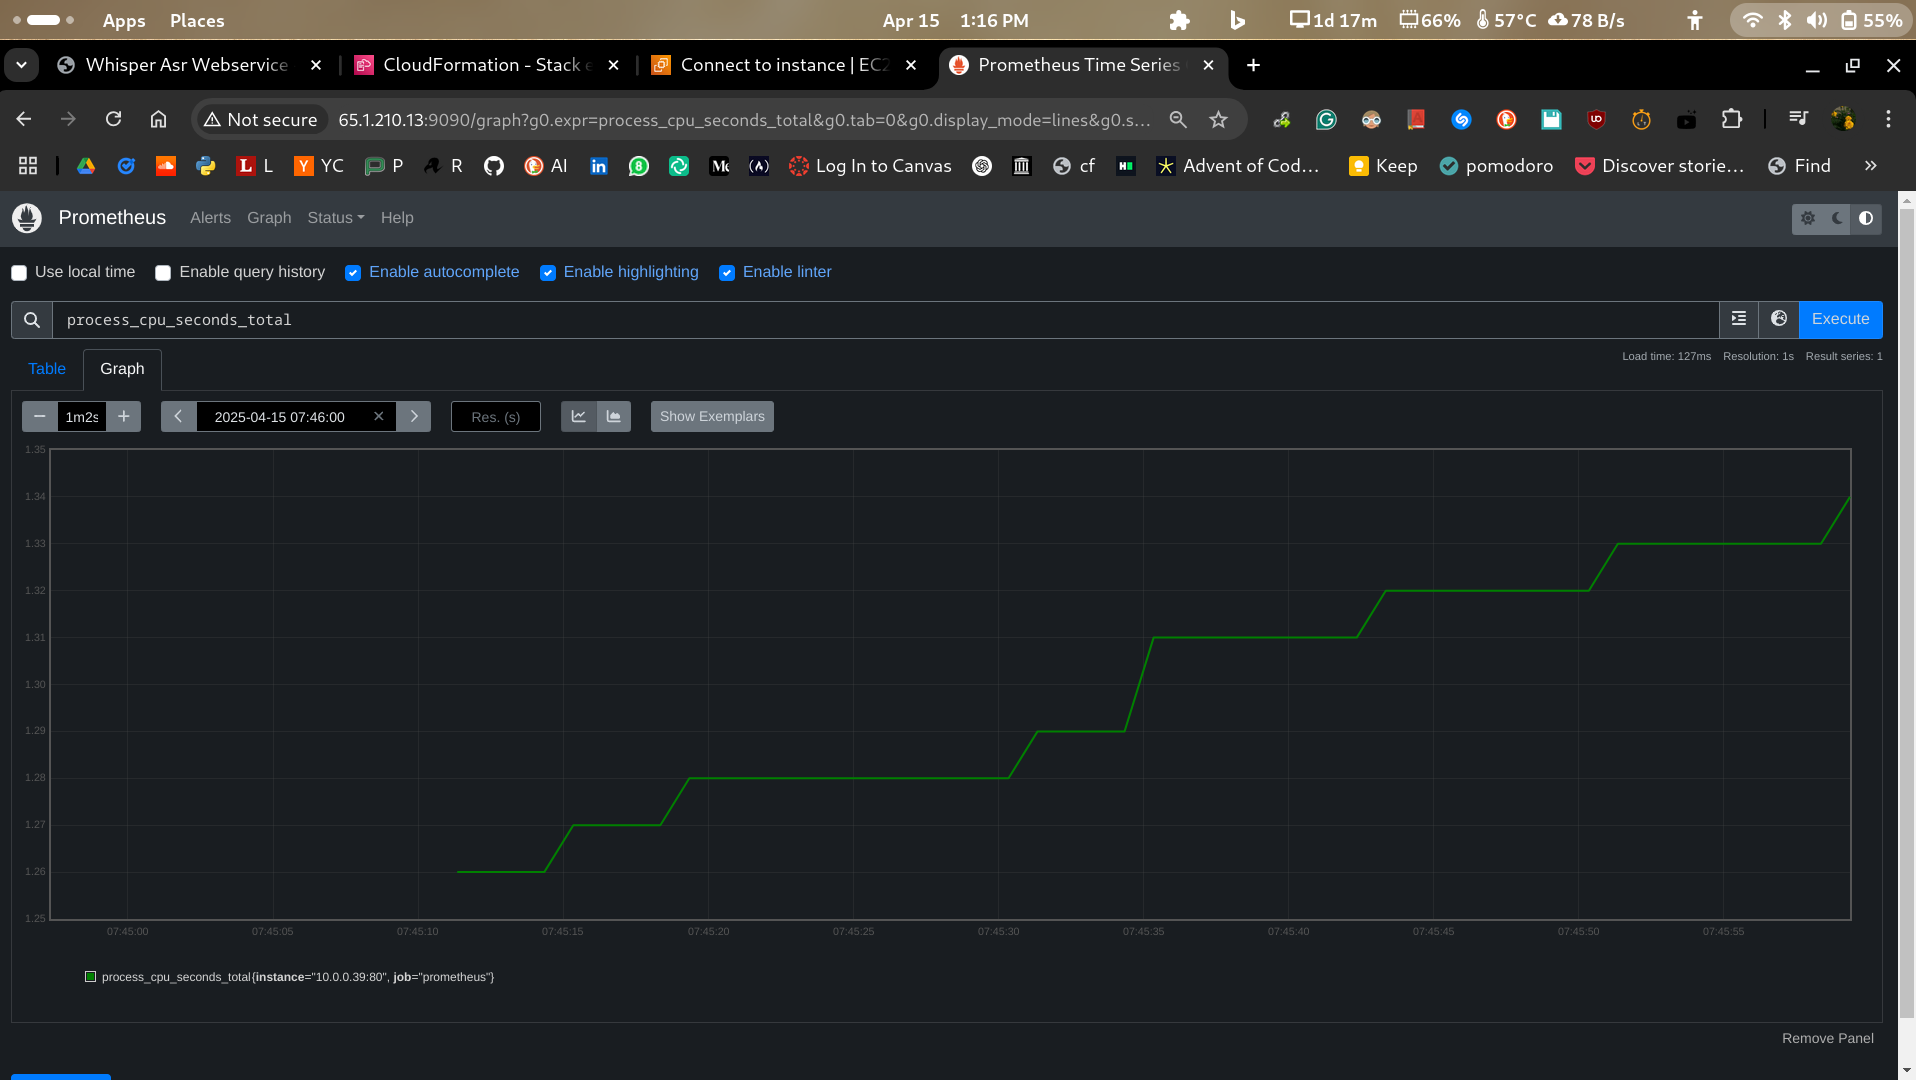 Apps Places Apr 15 1:16 PM 1d 17m 66% 57°C 78 B/s 55%
Whisper Asr Webservice CloudFormation - Stack e Connect to instance | EC2 Prometheus Time Series
Not secure 65.1.210.13:9090/graph?g0.expr=process_cpu_seconds_total&g0.tab=0&g0.display_mode=lines&g0.s...
L YC P R AI Log In to Canvas cf Advent of Cod... Keep pomodoro Discover storie... Find »
Prometheus Alerts Graph Status Help
Use local time Enable query history Enable autocomplete Enable highlighting Enable linter
process_cpu_seconds_total Execute
Table Graph Load time: 127ms Resolution: 1s Result series: 1
1m2s 2025-04-15 07:46:00 Res. (s) Show Exemplars
1.35
1.34
1.33
1.32
1.31
1.30
1.29
1.28
1.27
1.26
1.25
07:45:00 07:45:05 07:45:10 07:45:15 07:45:20 07:45:25 07:45:30 07:45:35 07:45:40 07:45:45 07:45:50 07:45:55
process_cpu_seconds_total{instance="10.0.0.39:80", job="prometheus"}
Remove Panel